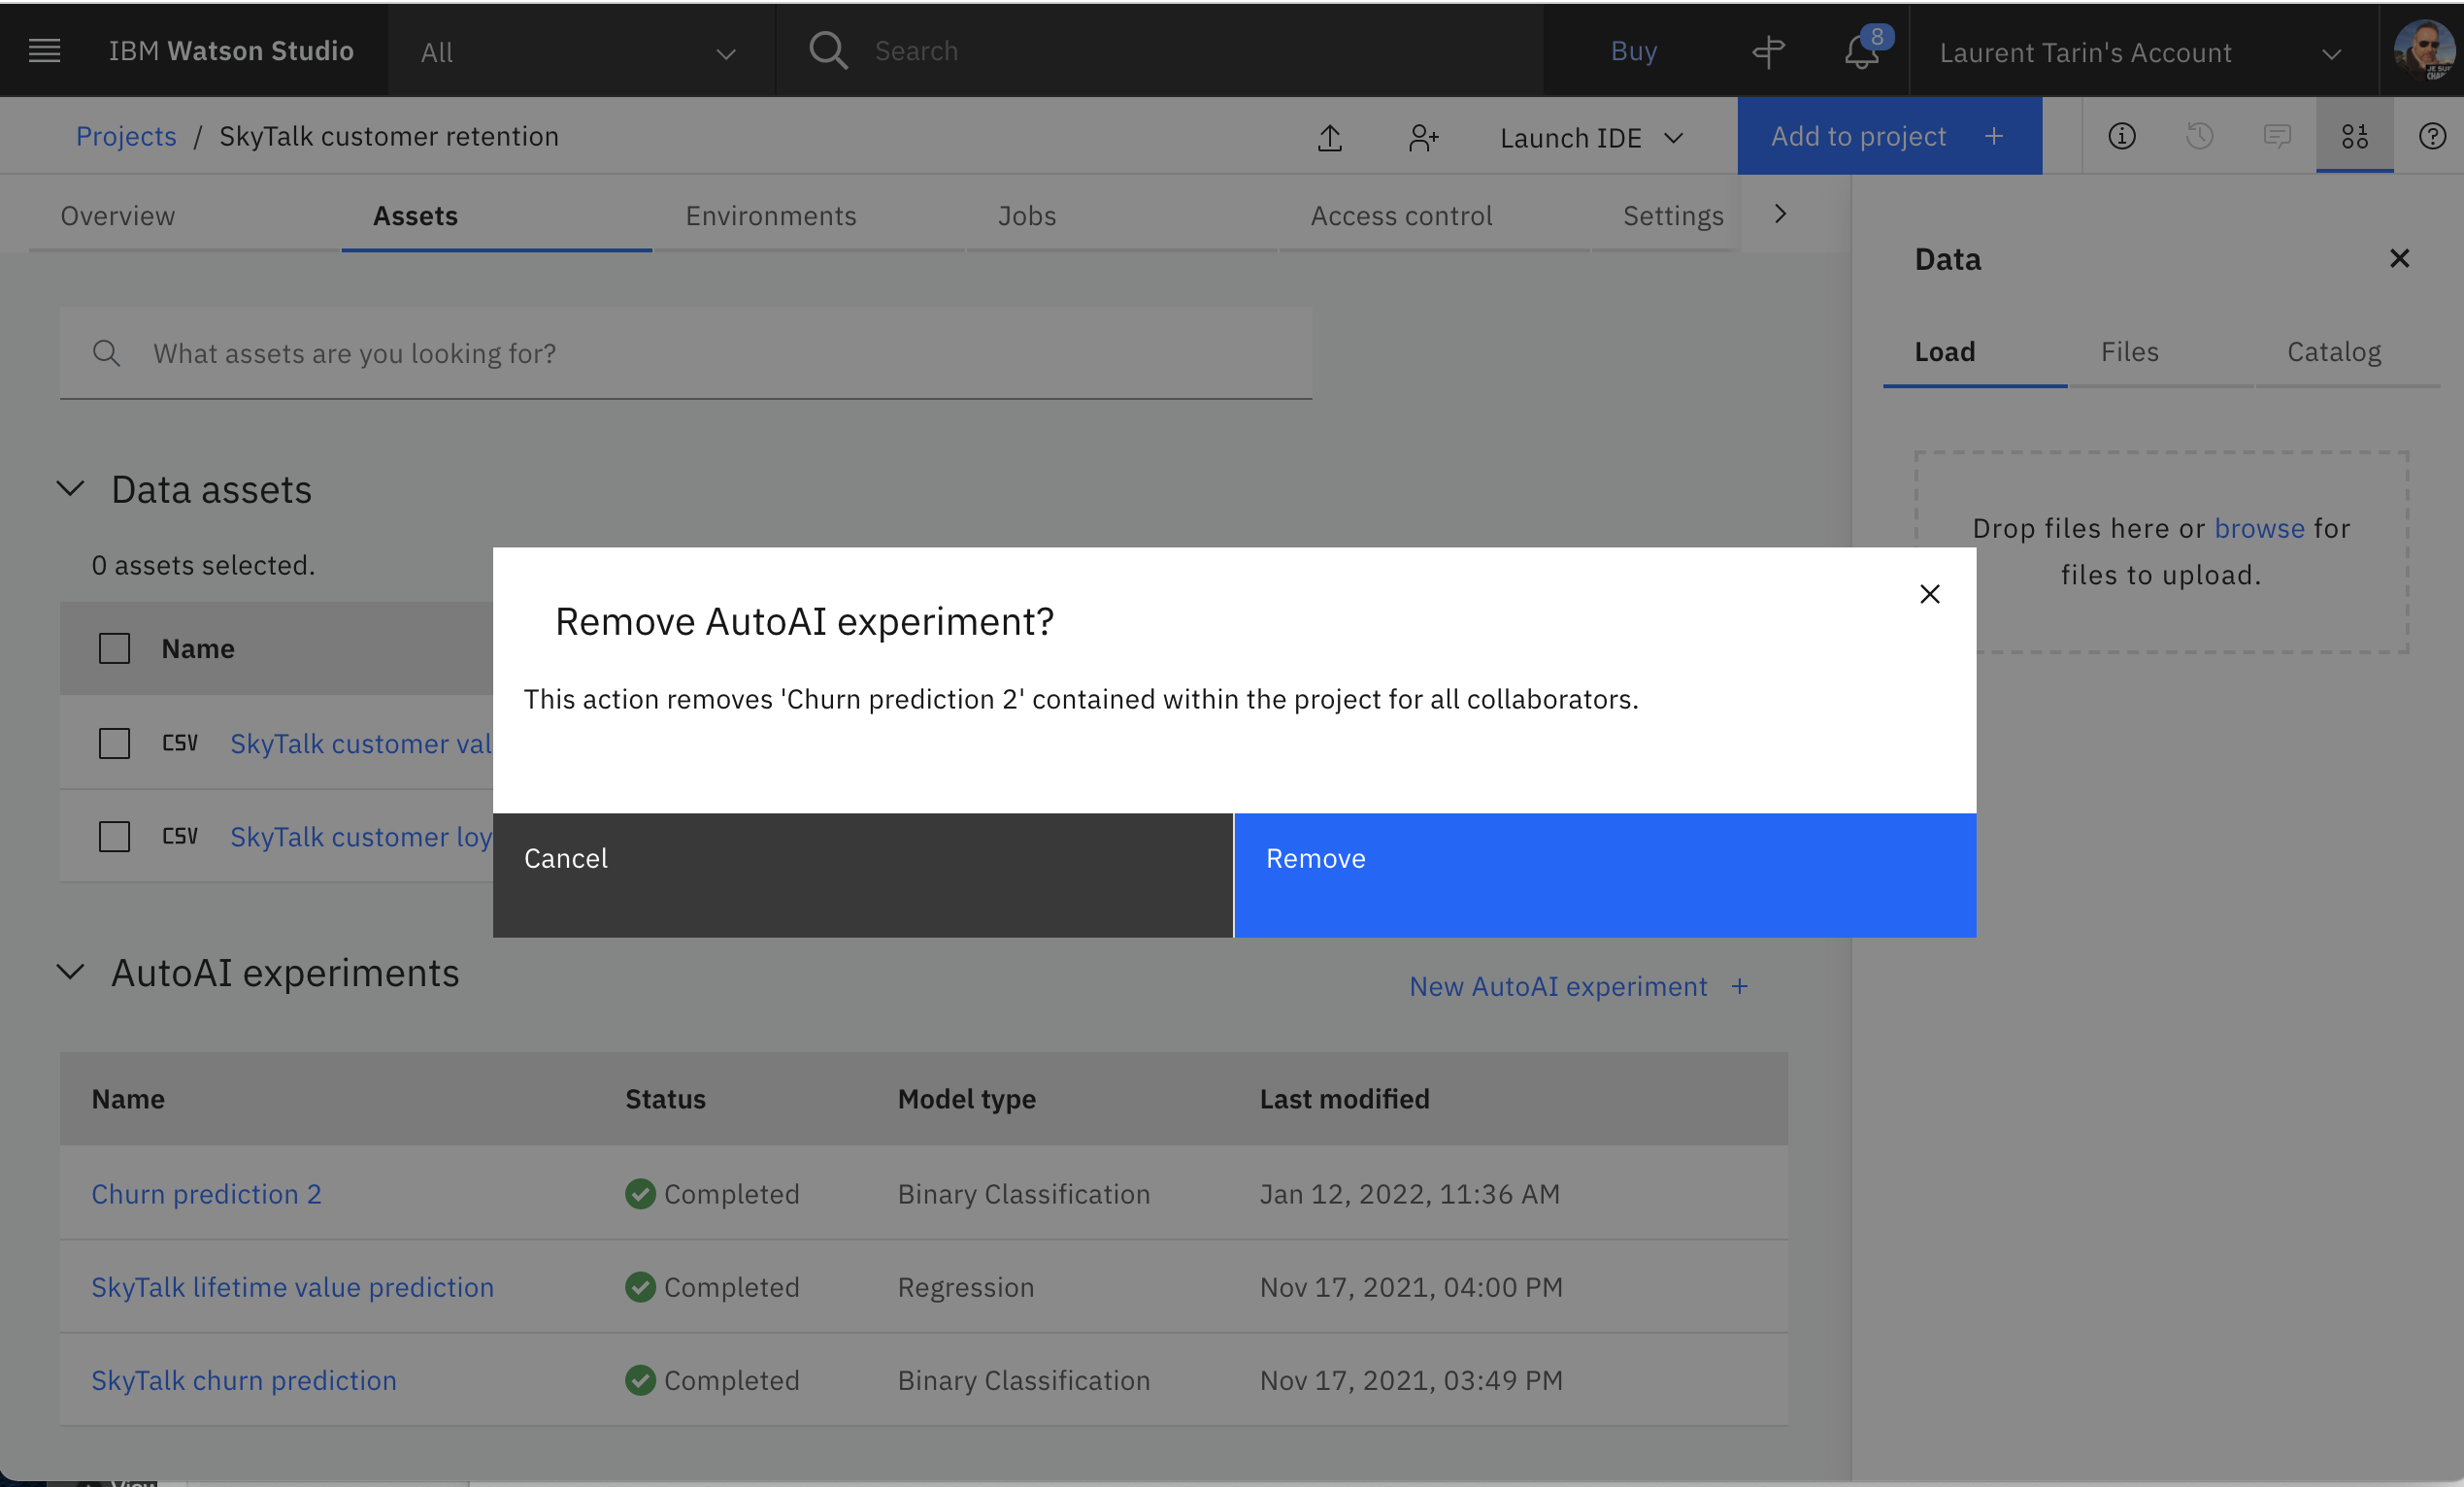 IBM Watson Studio
All
Search
Buy
8
Laurent Tarin's Account
JE SUIS
Projects / SkyTalk customer retention
Launch IDE
Add to project +
Overview
Assets
Environments
Jobs
Access control
Settings
Data
What assets are you looking for?
Load
Files
Catalog
Data assets
Drop files here or browse for
files to upload.
0 assets selected.
Name
CSV SkyTalk customer val
CSV SkyTalk customer loy
Remove AutoAI experiment?
This action removes 'Churn prediction 2' contained within the project for all collaborators.
Cancel
Remove
AutoAI experiments
New AutoAI experiment +
Name Status Model type Last modified
Churn prediction 2 Completed Binary Classification Jan 12, 2022, 11:36 AM
SkyTalk lifetime value prediction Completed Regression Nov 17, 2021, 04:00 PM
SkyTalk churn prediction Completed Binary Classification Nov 17, 2021, 03:49 PM